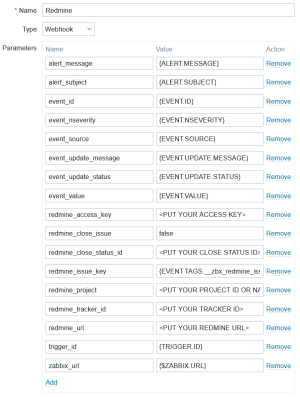 * Name Redmine
Type Webhook
Parameters Name Value Action
alert_message {ALERT.MESSAGE} Remove
alert_subject {ALERT.SUBJECT} Remove
event_id {EVENT.ID} Remove
event_nseverity {EVENT.NSEVERITY} Remove
event_source {EVENT.SOURCE} Remove
event_update_message {EVENT.UPDATE.MESSAGE} Remove
event_update_status {EVENT.UPDATE.STATUS} Remove
event_value {EVENT.VALUE} Remove
redmine_access_key <PUT YOUR ACCESS KEY> Remove
redmine_close_issue false Remove
redmine_close_status_id <PUT YOUR CLOSE STATUS ID> Remove
redmine_issue_key {EVENT.TAGS.__zbx_redmine_iss Remove
redmine_project <PUT YOUR PROJECT ID OR NA Remove
redmine_tracker_id <PUT YOUR TRACKER ID> Remove
redmine_url <PUT YOUR REDMINE URL> Remove
trigger_id {TRIGGER.ID} Remove
zabbix_url {$ZABBIX.URL} Remove
Add